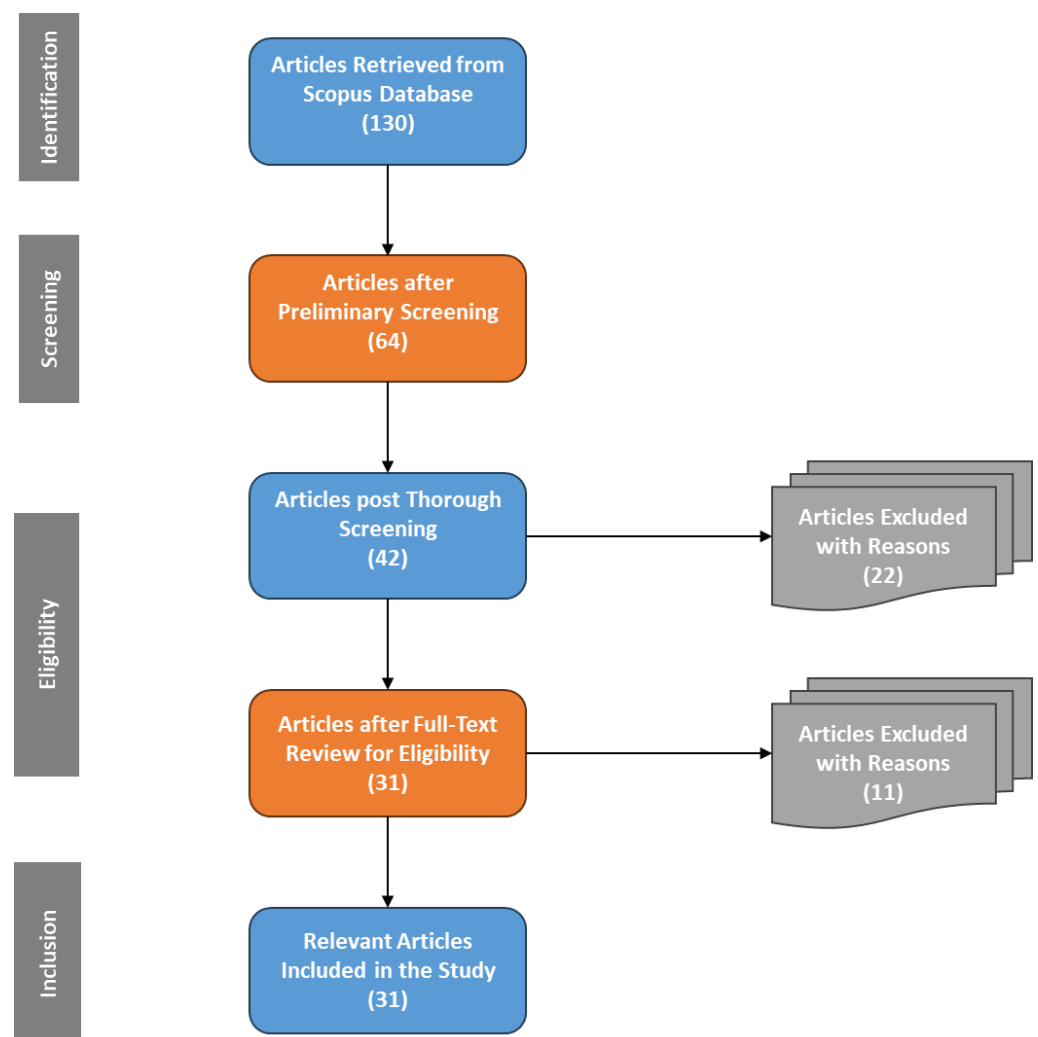 Identification
Articles Retrieved from
Scopus Database
(130)
Screening
Articles after
Preliminary Screening
(64)
Eligibility
Articles post Thorough
Screening
(42)
Articles Excluded
with Reasons
(22)
Articles after Full-Text
Review for Eligibility
(31)
Articles Excluded
with Reasons
(11)
Inclusion
Relevant Articles
Included in the Study
(31)